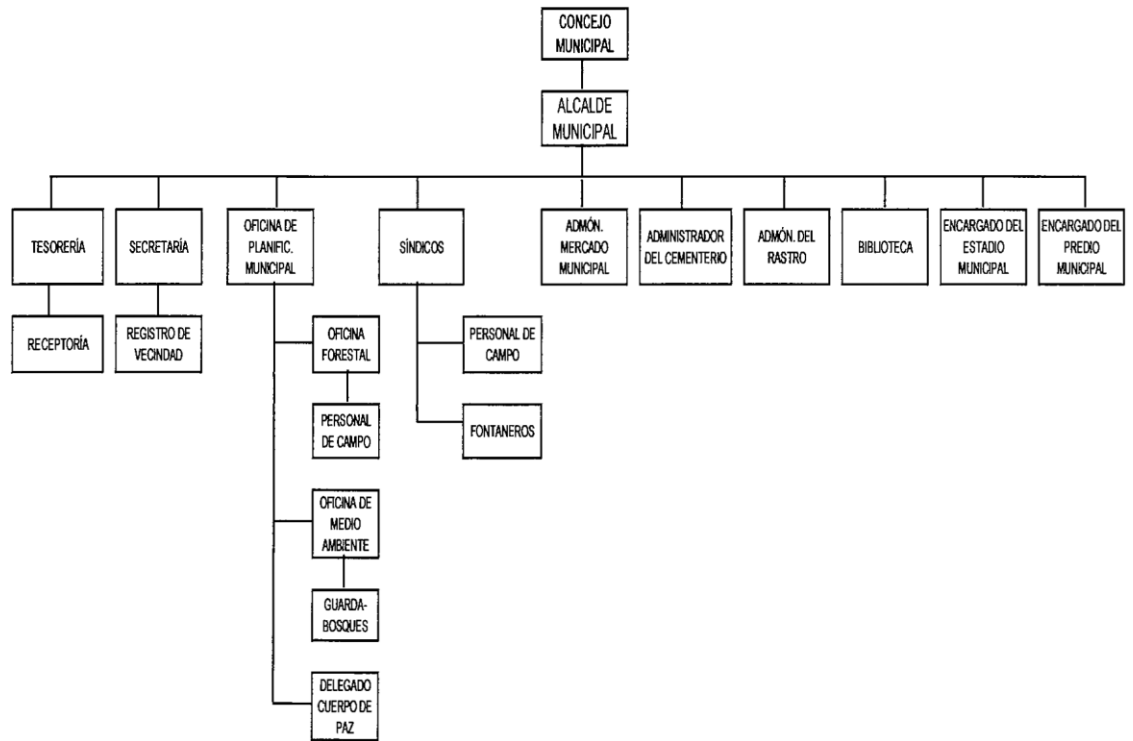 CONCEJO
MUNICIPAL
ALCALDE
MUNICIPAL
TESORERÍA
SECRETARÍA
OFICINA DE
PLANIFIC.
MUNICIPAL
SÍNDICOS
ADMÓN.
MERCADO
MUNICIPAL
ADMINISTRADOR
DEL CEMENTERIO
ADMÓN. DEL
RASTRO
BIBLIOTECA
ENCARGADO DEL
ESTADIO
MUNICIPAL
ENCARGADO DEL
PREDIO
MUNICIPAL
RECEPTORÍA
REGISTRO DE
VECINDAD
OFICINA
FORESTAL
PERSONAL
DE CAMPO
OFICINA DE
MEDIO
AMBIENTE
GUARDA-
BOSQUES
DELEGADO
CUERPO DE
PAZ
PERSONAL DE
CAMPO
FONTANEROS